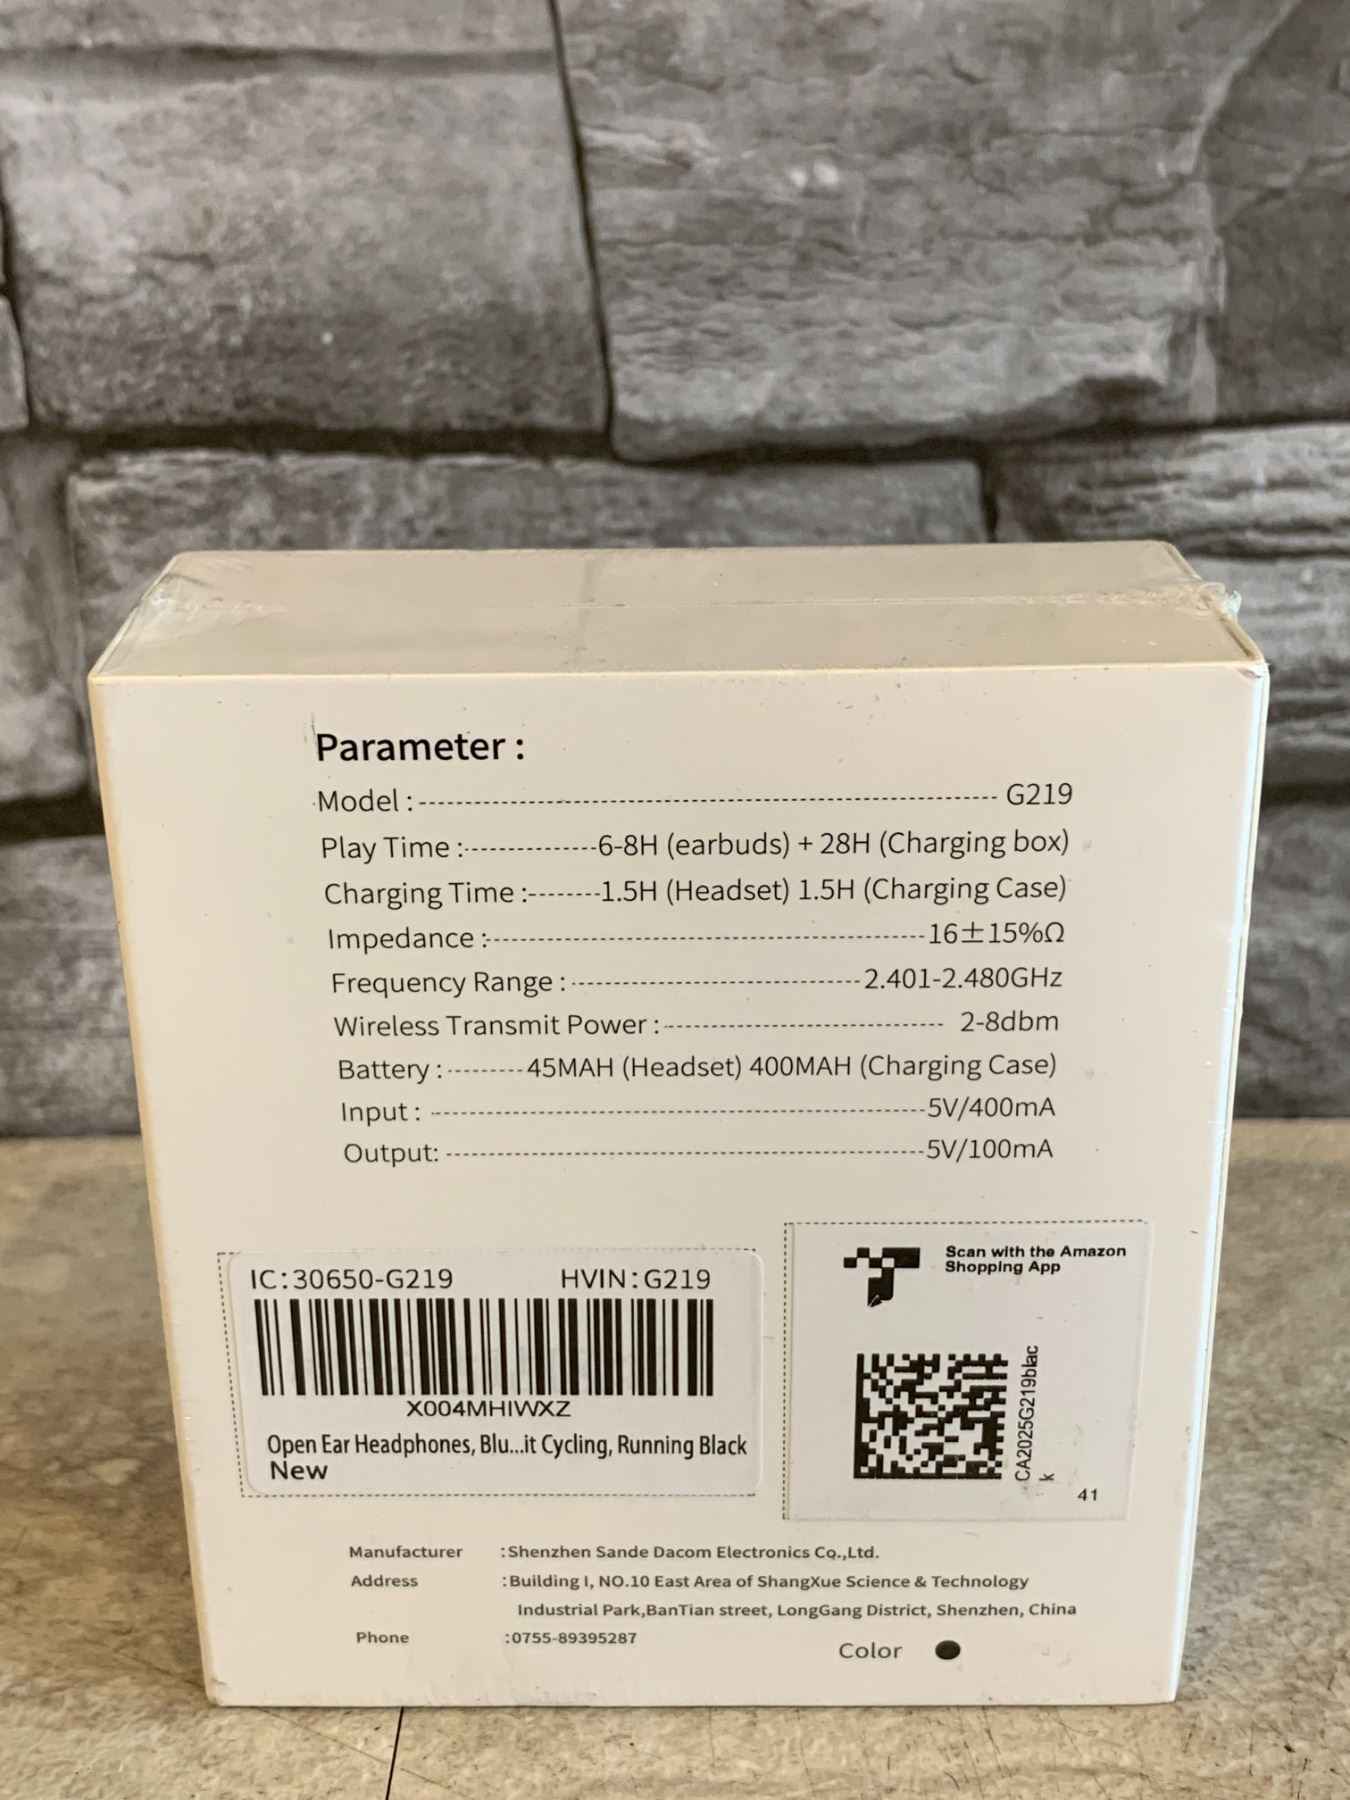 Parameter :
Model : G219
Play Time : 6-8H (earbuds) + 28H (Charging box)
Charging Time : 1.5H (Headset) 1.5H (Charging Case)
Impedance : 16±15%Ω
Frequency Range : 2.401-2.480GHz
Wireless Transmit Power : 2-8dbm
Battery : 45MAH (Headset) 400MAH (Charging Case)
Input : 5V/400mA
Output: 5V/100mA
IC:30650-G219 HVIN:G219
X004MHIWXZ
Open Ear Headphones, Blu...it Cycling, Running Black
New
Scan with the Amazon
Shopping App
CA2025G219blac
k
41
Manufacturer :Shenzhen Sande Dacom Electronics Co.,Ltd.
Address :Building I, NO.10 East Area of ShangXue Science & Technology
Industrial Park,BanTian street, LongGang District, Shenzhen, China
Phone :0755-89395287
Color